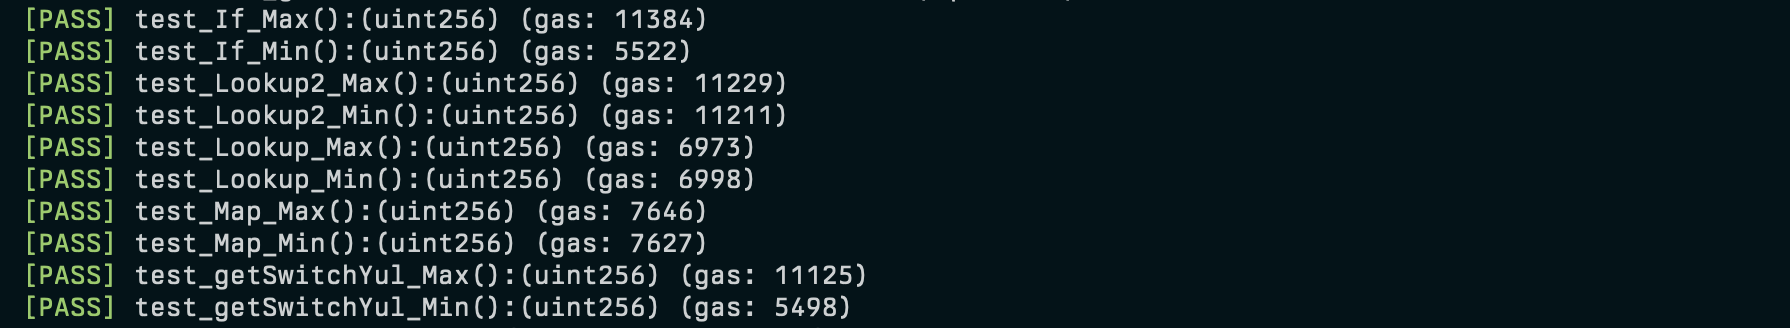 [PASS] test_If_Max():(uint256) (gas: 11384)
[PASS] test_If_Min():(uint256) (gas: 5522)
[PASS] test_Lookup2_Max():(uint256) (gas: 11229)
[PASS] test_Lookup2_Min():(uint256) (gas: 11211)
[PASS] test_Lookup_Max():(uint256) (gas: 6973)
[PASS] test_Lookup_Min():(uint256) (gas: 6998)
[PASS] test_Map_Max():(uint256) (gas: 7646)
[PASS] test_Map_Min():(uint256) (gas: 7627)
[PASS] test_getSwitchYul_Max():(uint256) (gas: 11125)
[PASS] test_getSwitchYul_Min():(uint256) (gas: 5498)